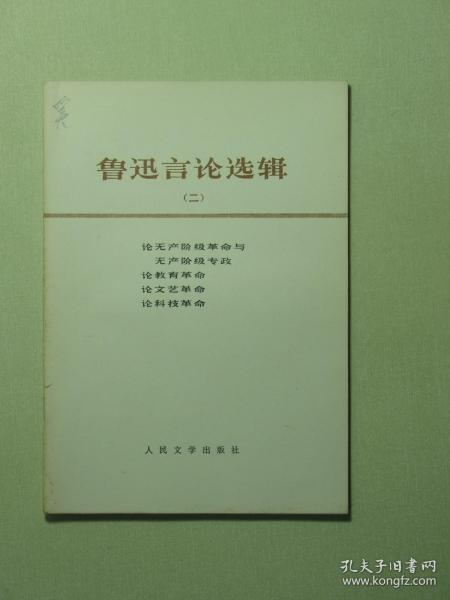 鲁迅言论选辑
(二)
论无产阶级革命与
无产阶级专政
论教育革命
论文艺革命
论科技革命
人民文学出版社
孔夫子旧书网
www.kongfz.com